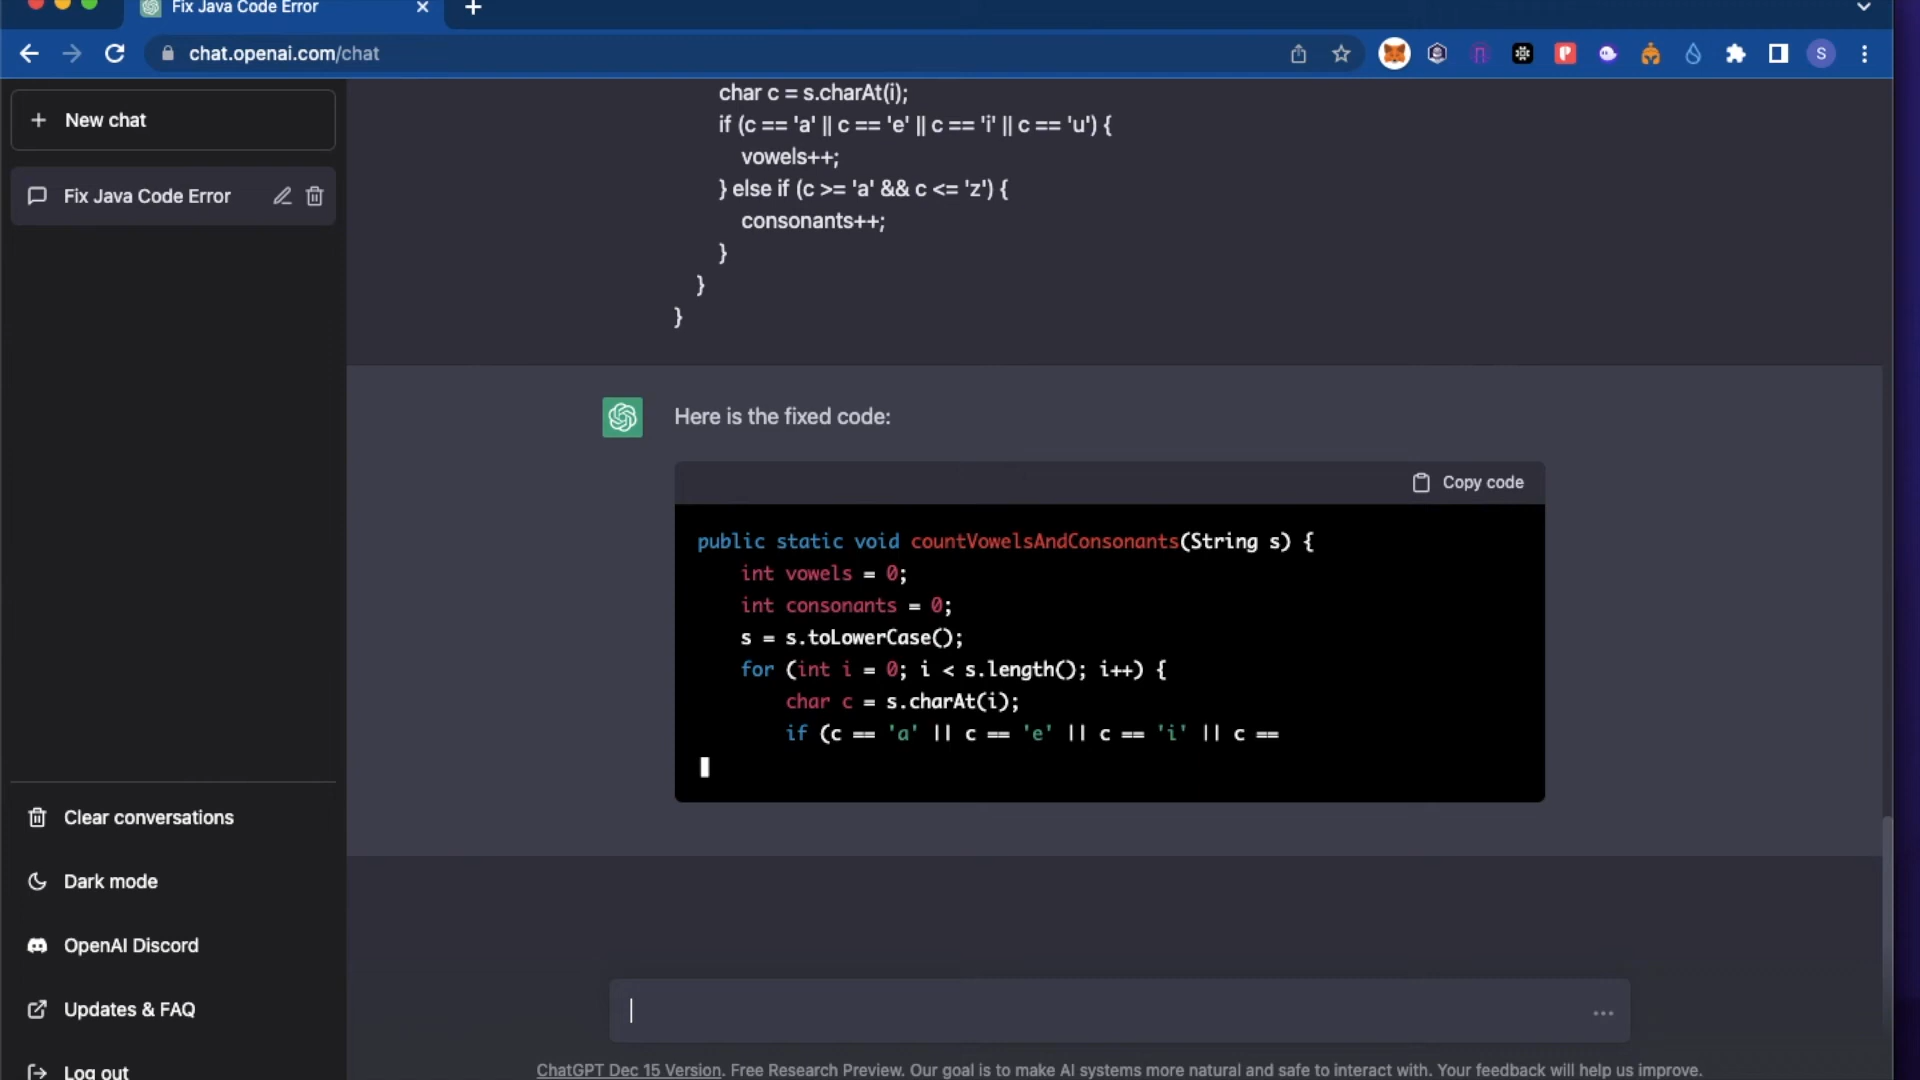 Fix Java Code Error
chat.openai.com/chat
S
New chat
Fix Java Code Error
char c = s.charAt(i);
if (c == 'a' || c == 'e' || c == 'i' || c == 'u') {
vowels++;
} else if (c >= 'a' && c <= 'z') {
consonants++;
}
}
}
Here is the fixed code:
Copy code
public static void countVowelsAndConsonants(String s) {
int vowels = 0;
int consonants = 0;
s = s.toLowerCase();
for (int i = 0; i < s.length(); i++) {
char c = s.charAt(i);
if (c == 'a' || c == 'e' || c == 'i' || c ==
Clear conversations
Dark mode
OpenAI Discord
Updates & FAQ
Log out
ChatGPT Dec 15 Version. Free Research Preview. Our goal is to make AI systems more natural and safe to interact with. Your feedback will help us improve.